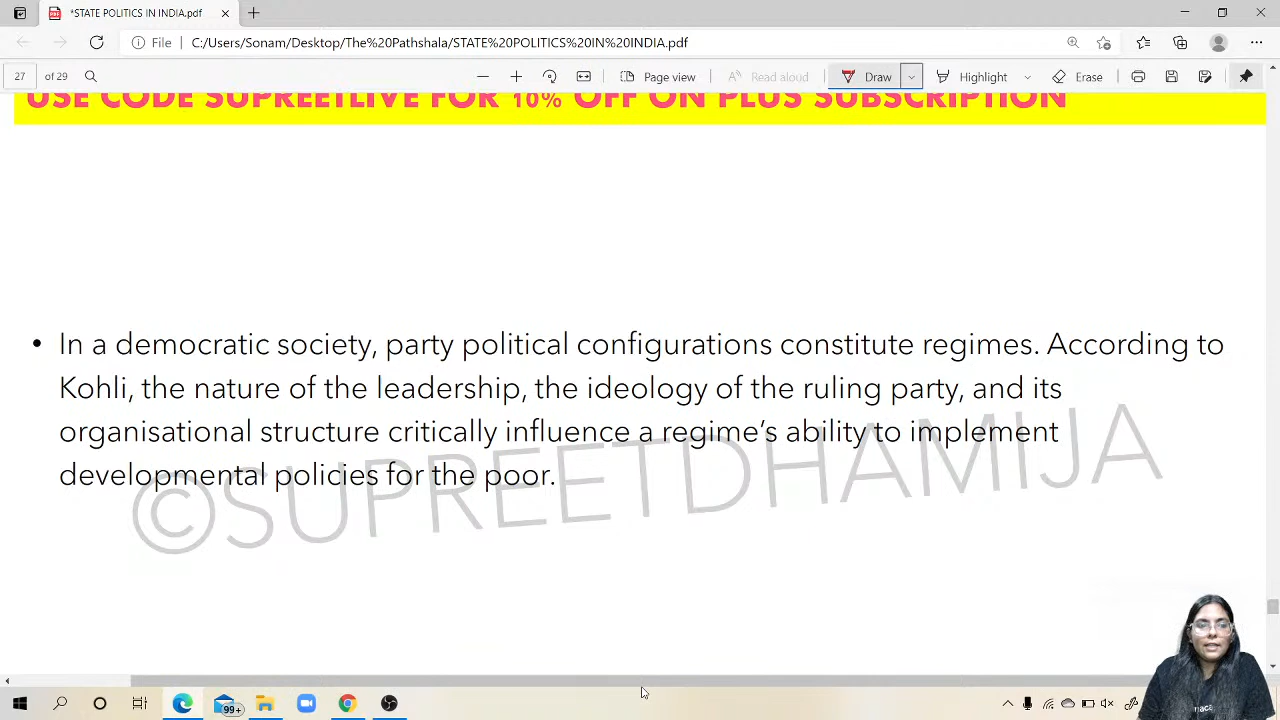 *STATE POLITICS IN INDIA.pdf
File C:/Users/Sonam/Desktop/The%20Pathshala/STATE%20POLITICS%20IN%20INDIA.pdf
27 of 29 Page view Read aloud Draw Highlight Erase
USE CODE SUPREETLIVE FOR 10% OFF ON PLUS SUBSCRIPTION
• In a democratic society, party political configurations constitute regimes. According to
Kohli, the nature of the leadership, the ideology of the ruling party, and its
organisational structure critically influence a regime's ability to implement
developmental policies for the poor.
©SUPREETDHAMIJA
99+